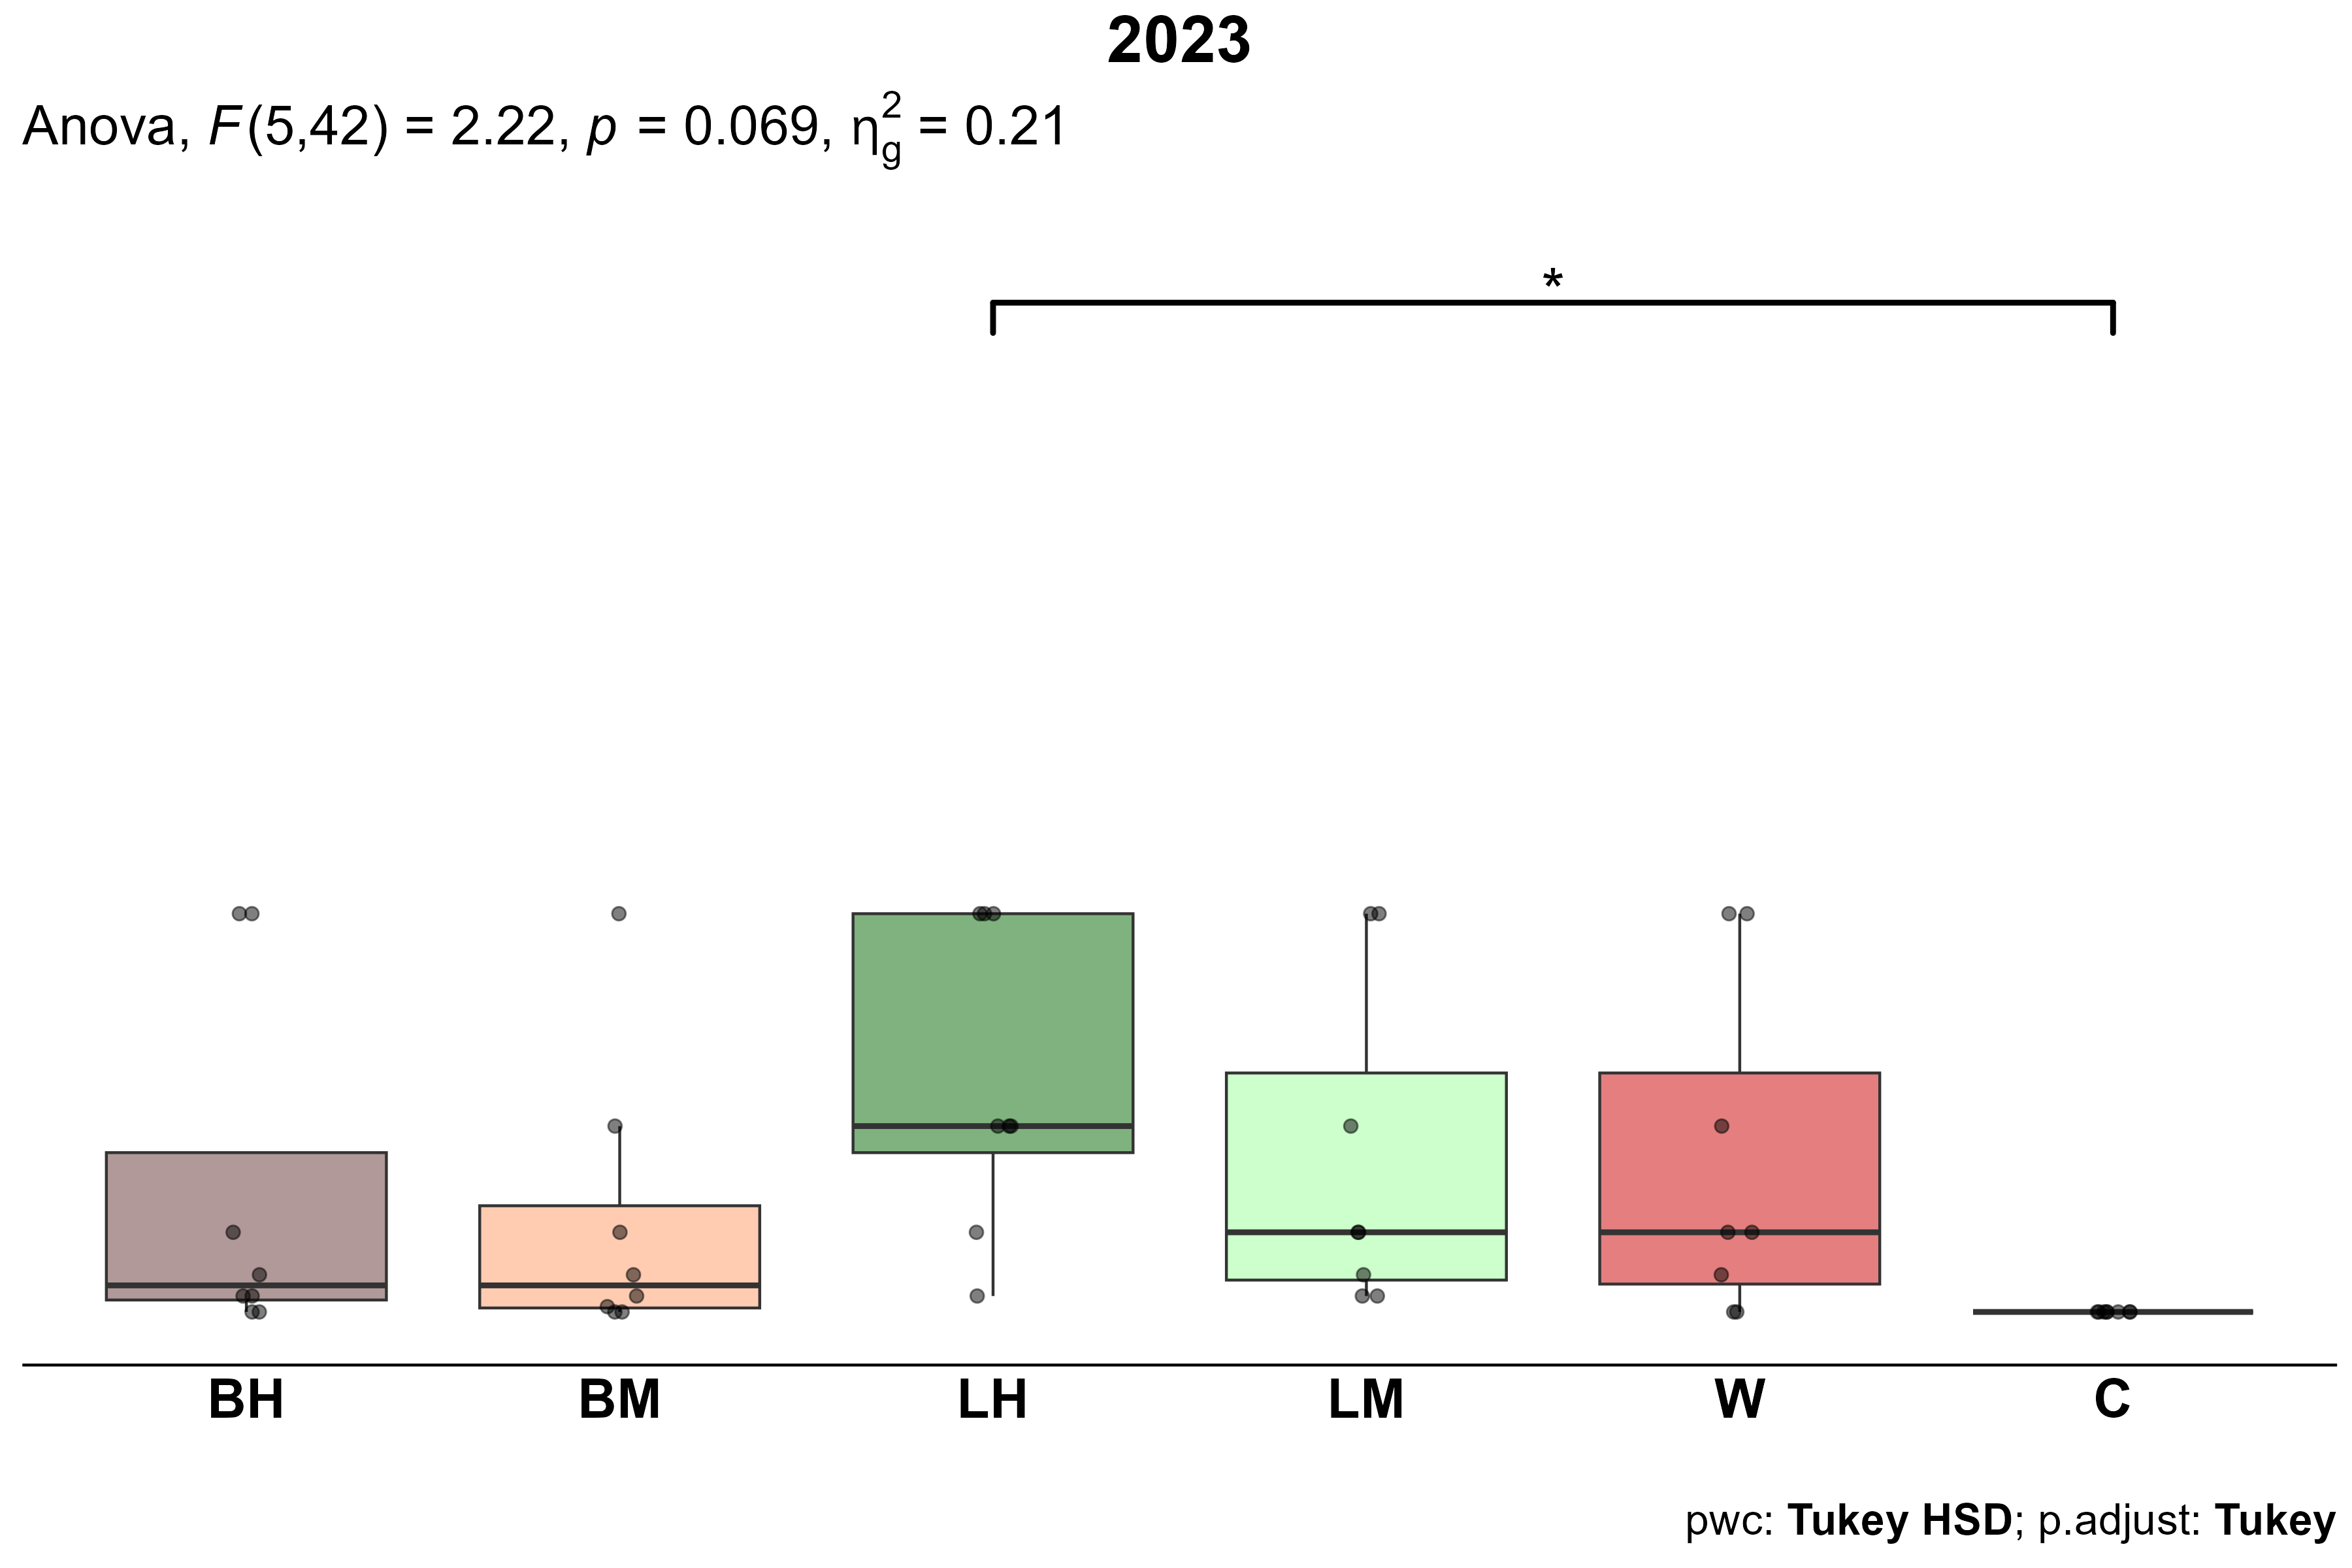 2023
Anova, F(5,42) = 2.22, p = 0.069, η²g = 0.21
*
BH BM LH LM W C
pwc: Tukey HSD; p.adjust: Tukey